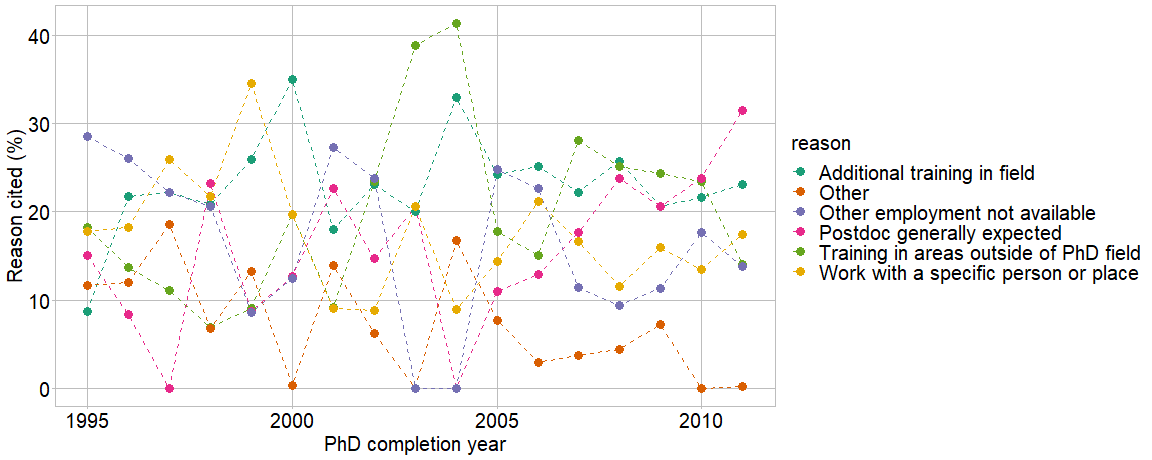 Reason cited (%)
40
30
20
10
0
1995
2000
2005
2010
PhD completion year
reason
Additional training in field
Other
Other employment not available
Postdoc generally expected
Training in areas outside of PhD field
Work with a specific person or place